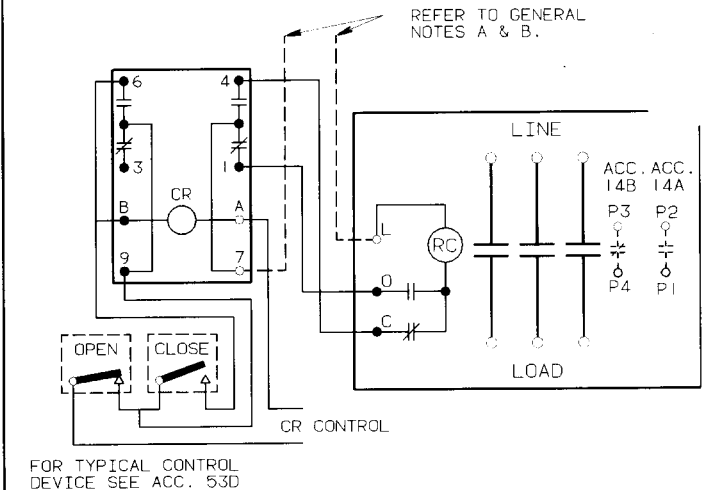 REFER TO GENERAL
NOTES A & B.
6
4
3
1
CR
B
A
9
7
LINE
ACC. ACC.
14B 14A
P3 P2
L
RC
O
C
P4 P1
LOAD
OPEN
CLOSE
CR CONTROL
FOR TYPICAL CONTROL
DEVICE SEE ACC. 53D